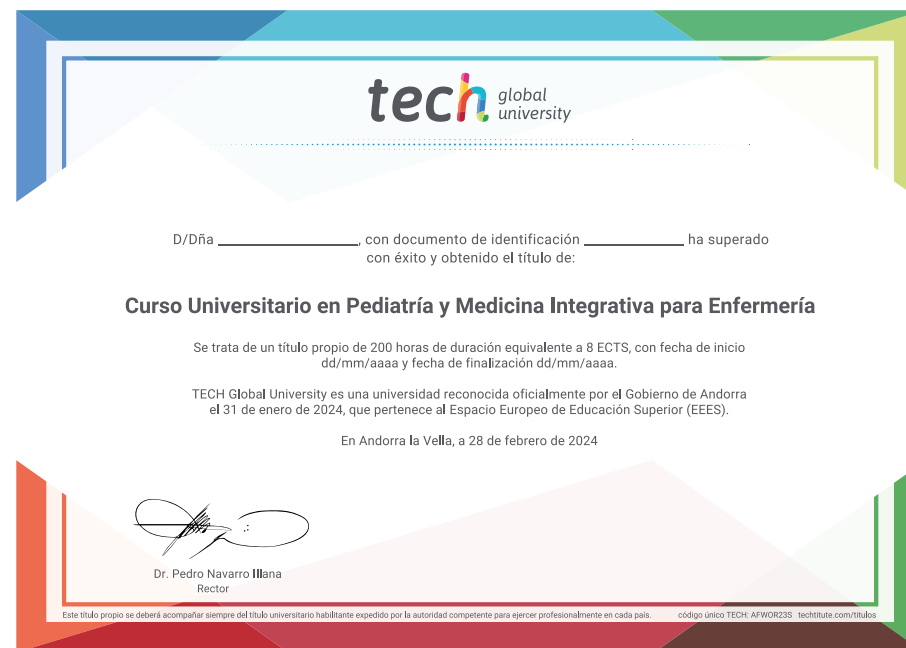 tech global
university
D/Dña ______________, con documento de identificación __________ ha superado
con éxito y obtenido el título de:
Curso Universitario en Pediatría y Medicina Integrativa para Enfermería
Se trata de un título propio de 200 horas de duración equivalente a 8 ECTS, con fecha de inicio
dd/mm/aaaa y fecha de finalización dd/mm/aaaa.
TECH Global University es una universidad reconocida oficialmente por el Gobierno de Andorra
el 31 de enero de 2024, que pertenece al Espacio Europeo de Educación Superior (EEES).
En Andorra la Vella, a 28 de febrero de 2024
Dr. Pedro Navarro Illana
Rector
Este título propio se deberá acompañar siempre del título universitario habilitante expedido por la autoridad competente para ejercer profesionalmente en cada país. código único TECH: AFWOR23S techtitute.com/titulos